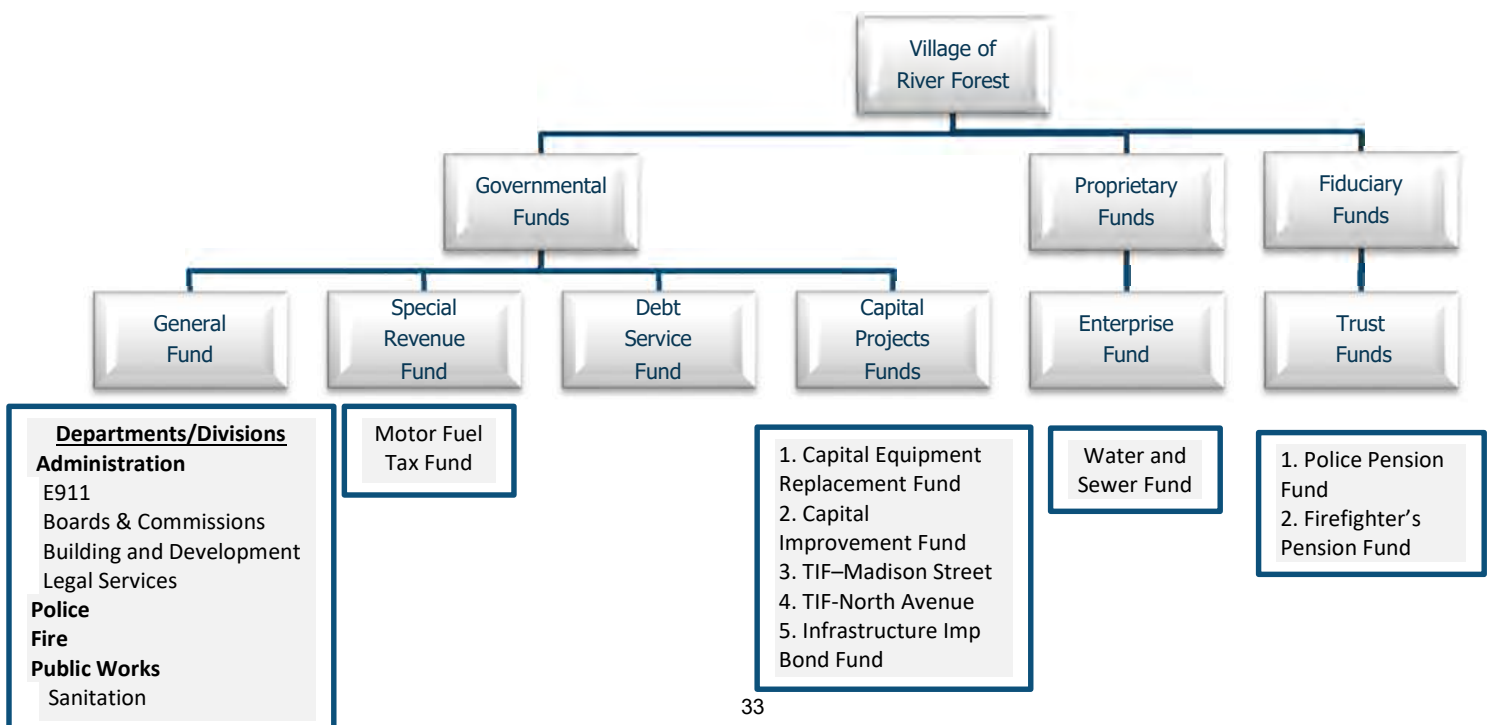 Village of
River Forest
Governmental
Funds
Proprietary
Funds
Fiduciary
Funds
General
Fund
Special
Revenue
Fund
Debt
Service
Fund
Capital
Projects
Funds
Enterprise
Fund
Trust
Funds
Departments/Divisions
Administration
E911
Boards & Commissions
Building and Development
Legal Services
Police
Fire
Public Works
Sanitation
Motor Fuel
Tax Fund
1. Capital Equipment
Replacement Fund
2. Capital
Improvement Fund
3. TIF–Madison Street
4. TIF-North Avenue
5. Infrastructure Imp
Bond Fund
Water and
Sewer Fund
1. Police Pension
Fund
2. Firefighter’s
Pension Fund
33